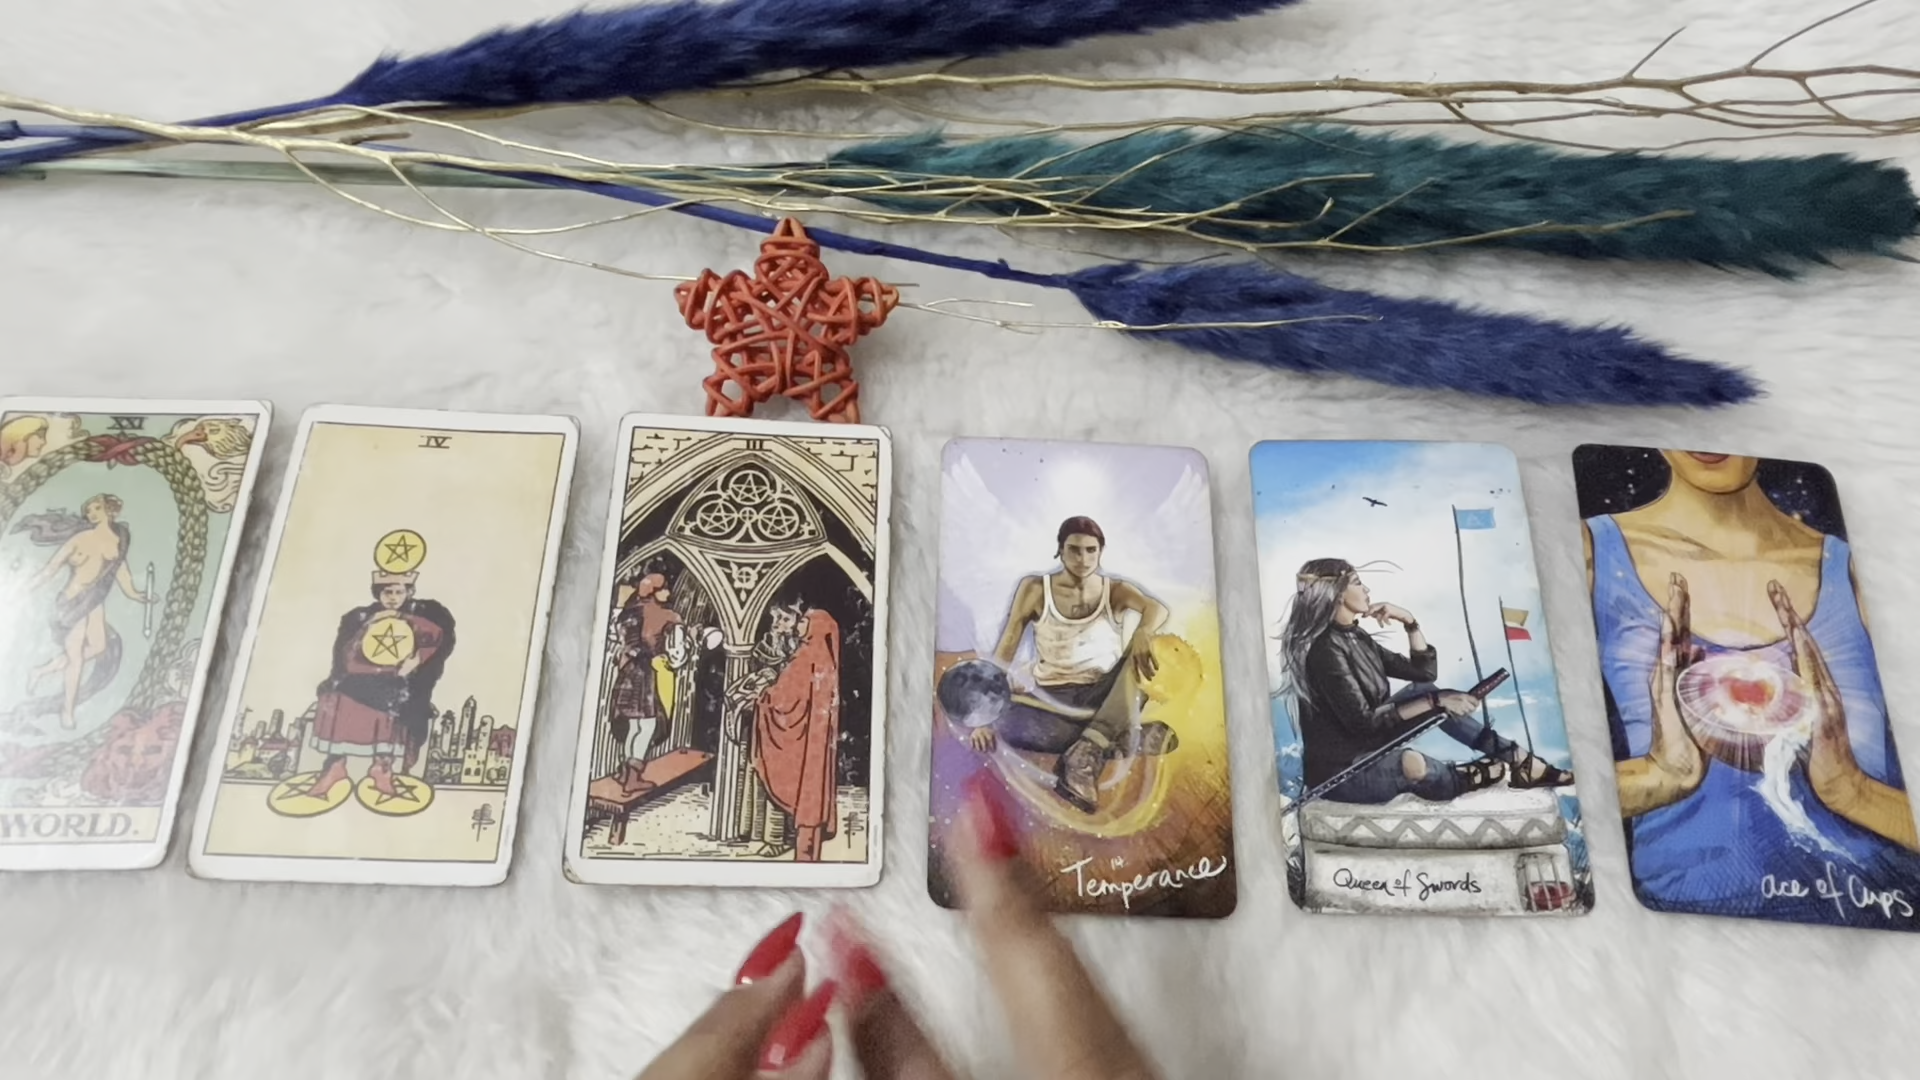 XXI
WORLD.
IV
III
14
Temperance
Queen of Swords
ace of Cups